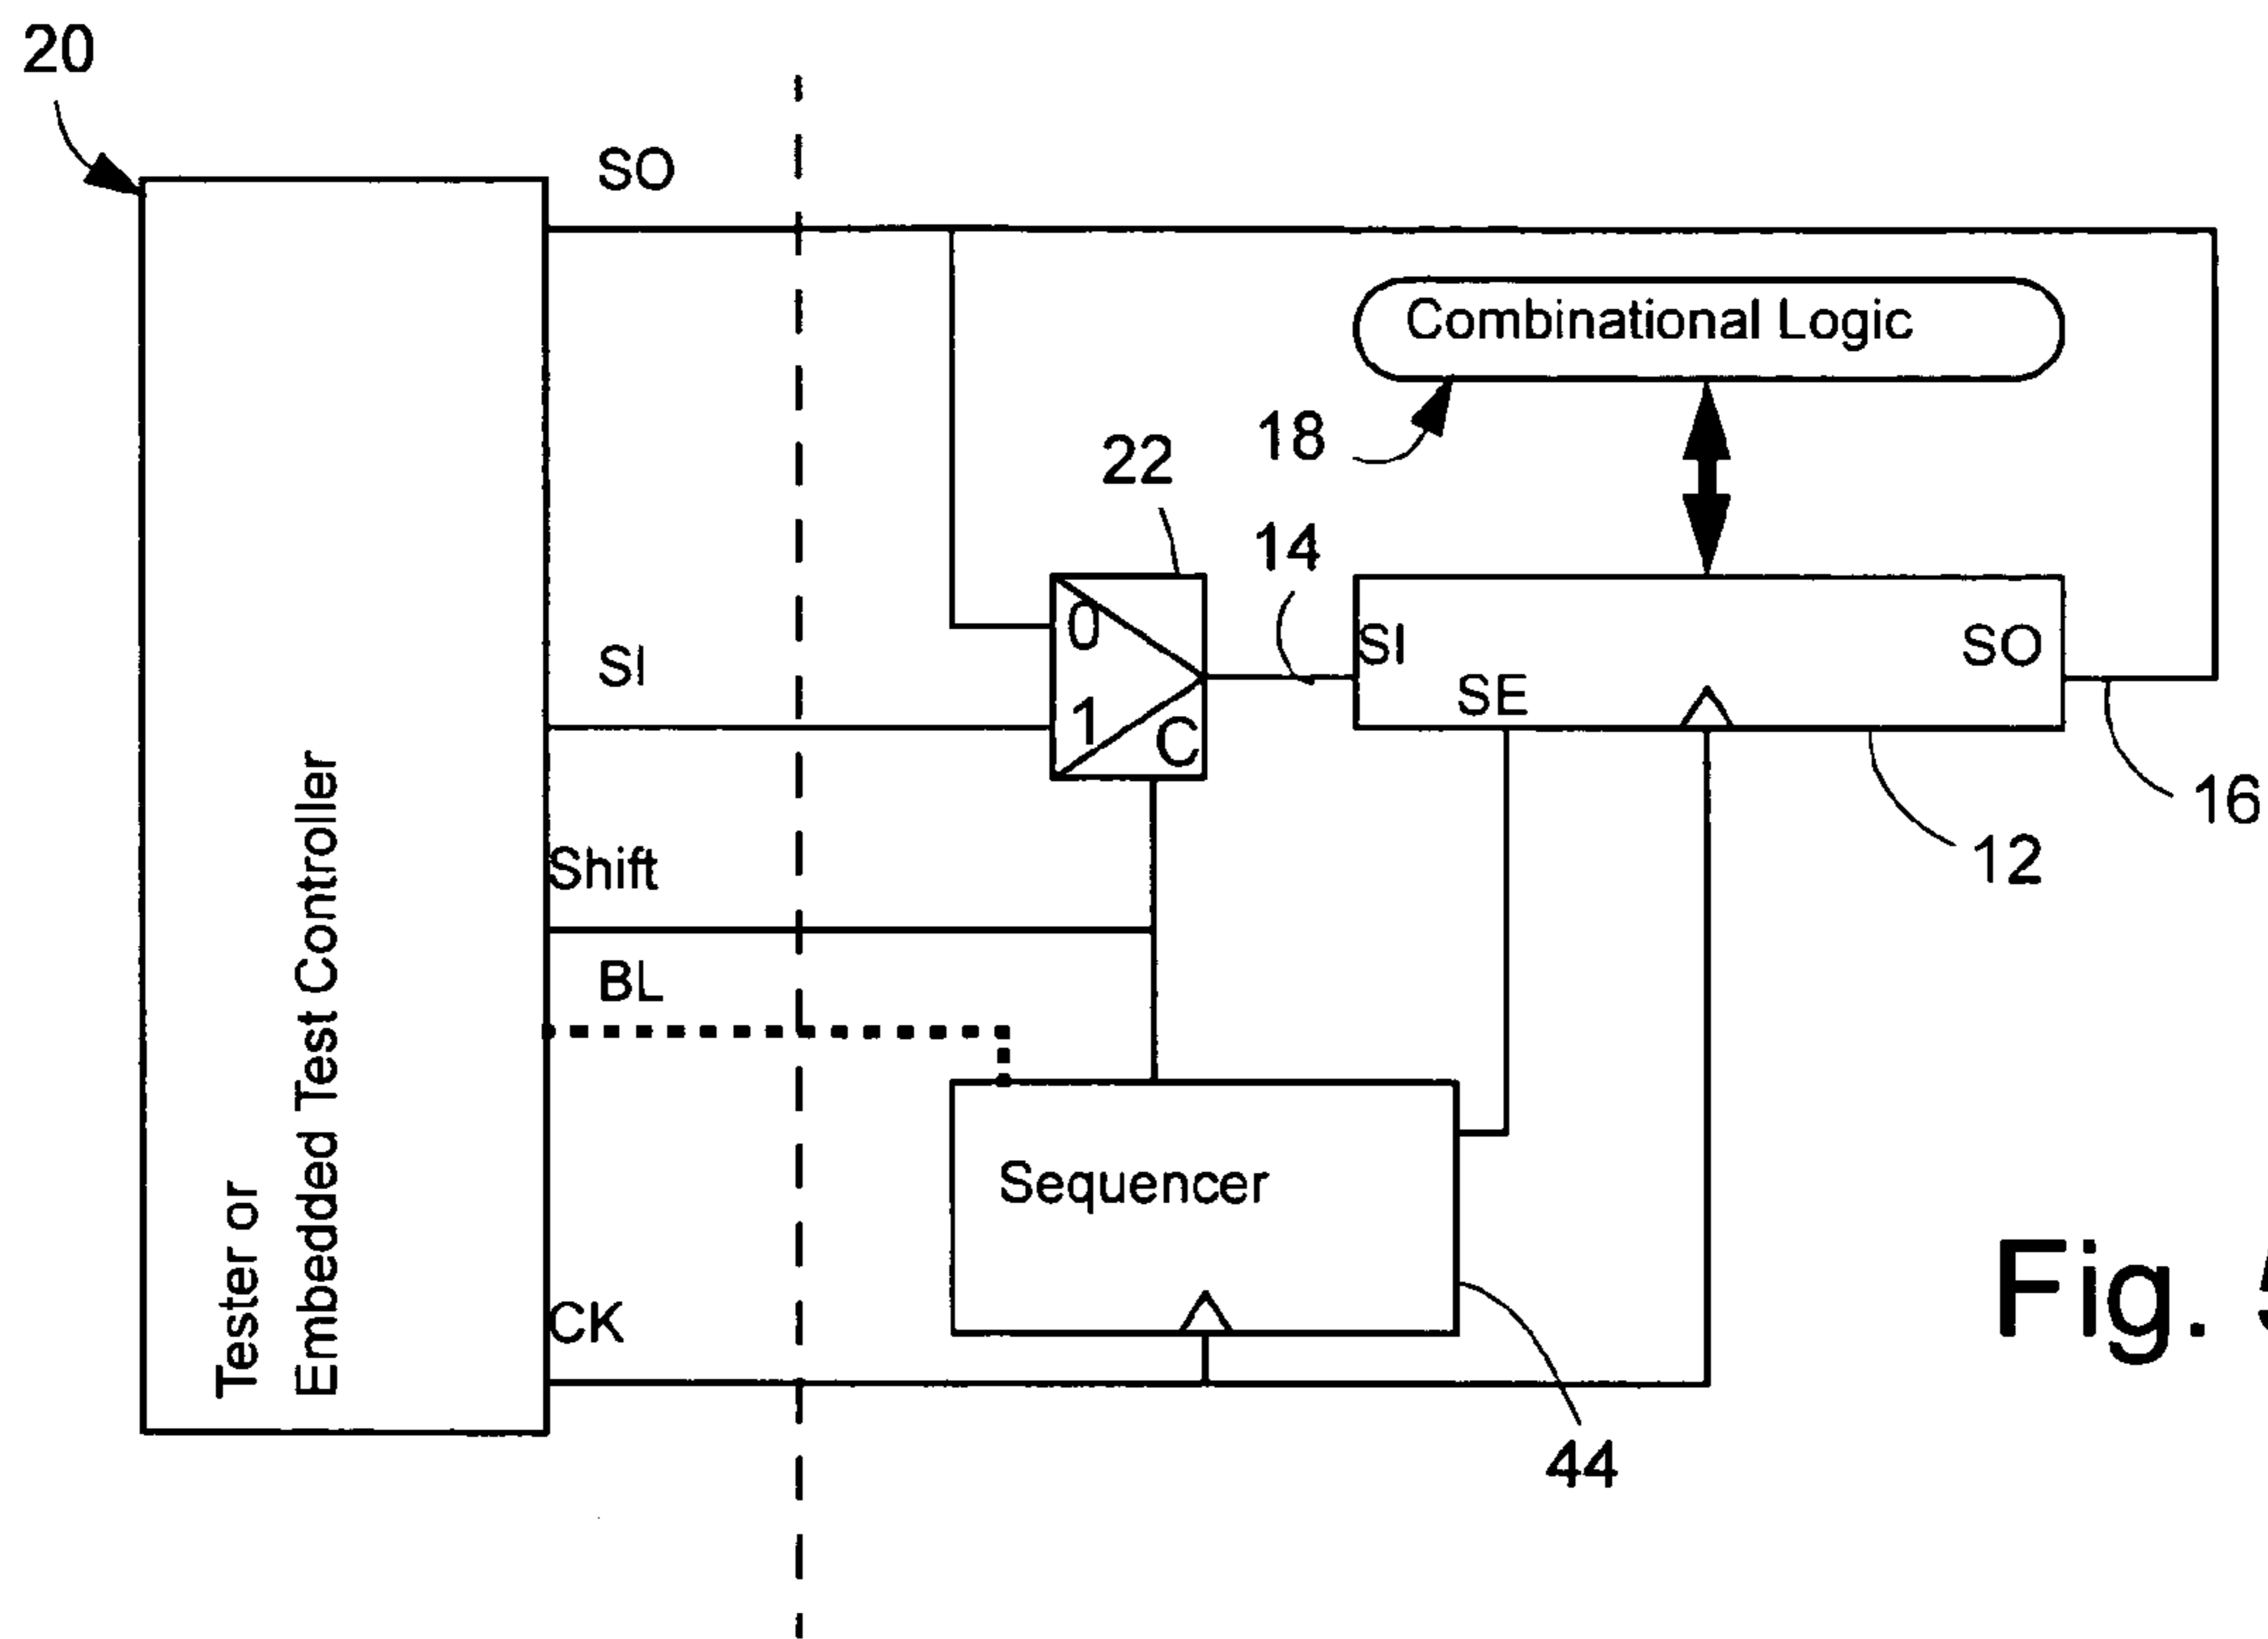 20
SO
Combinational Logic
18
22
14
0
SI
SI
SO
SE
1
C
16
Shift
12
BL
Tester or
Embedded Test Controller
Sequencer
CK
Fig.
44